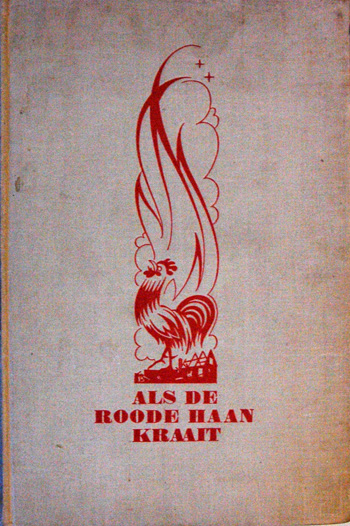 ALS DE
ROODE HAAN
KRAAIT